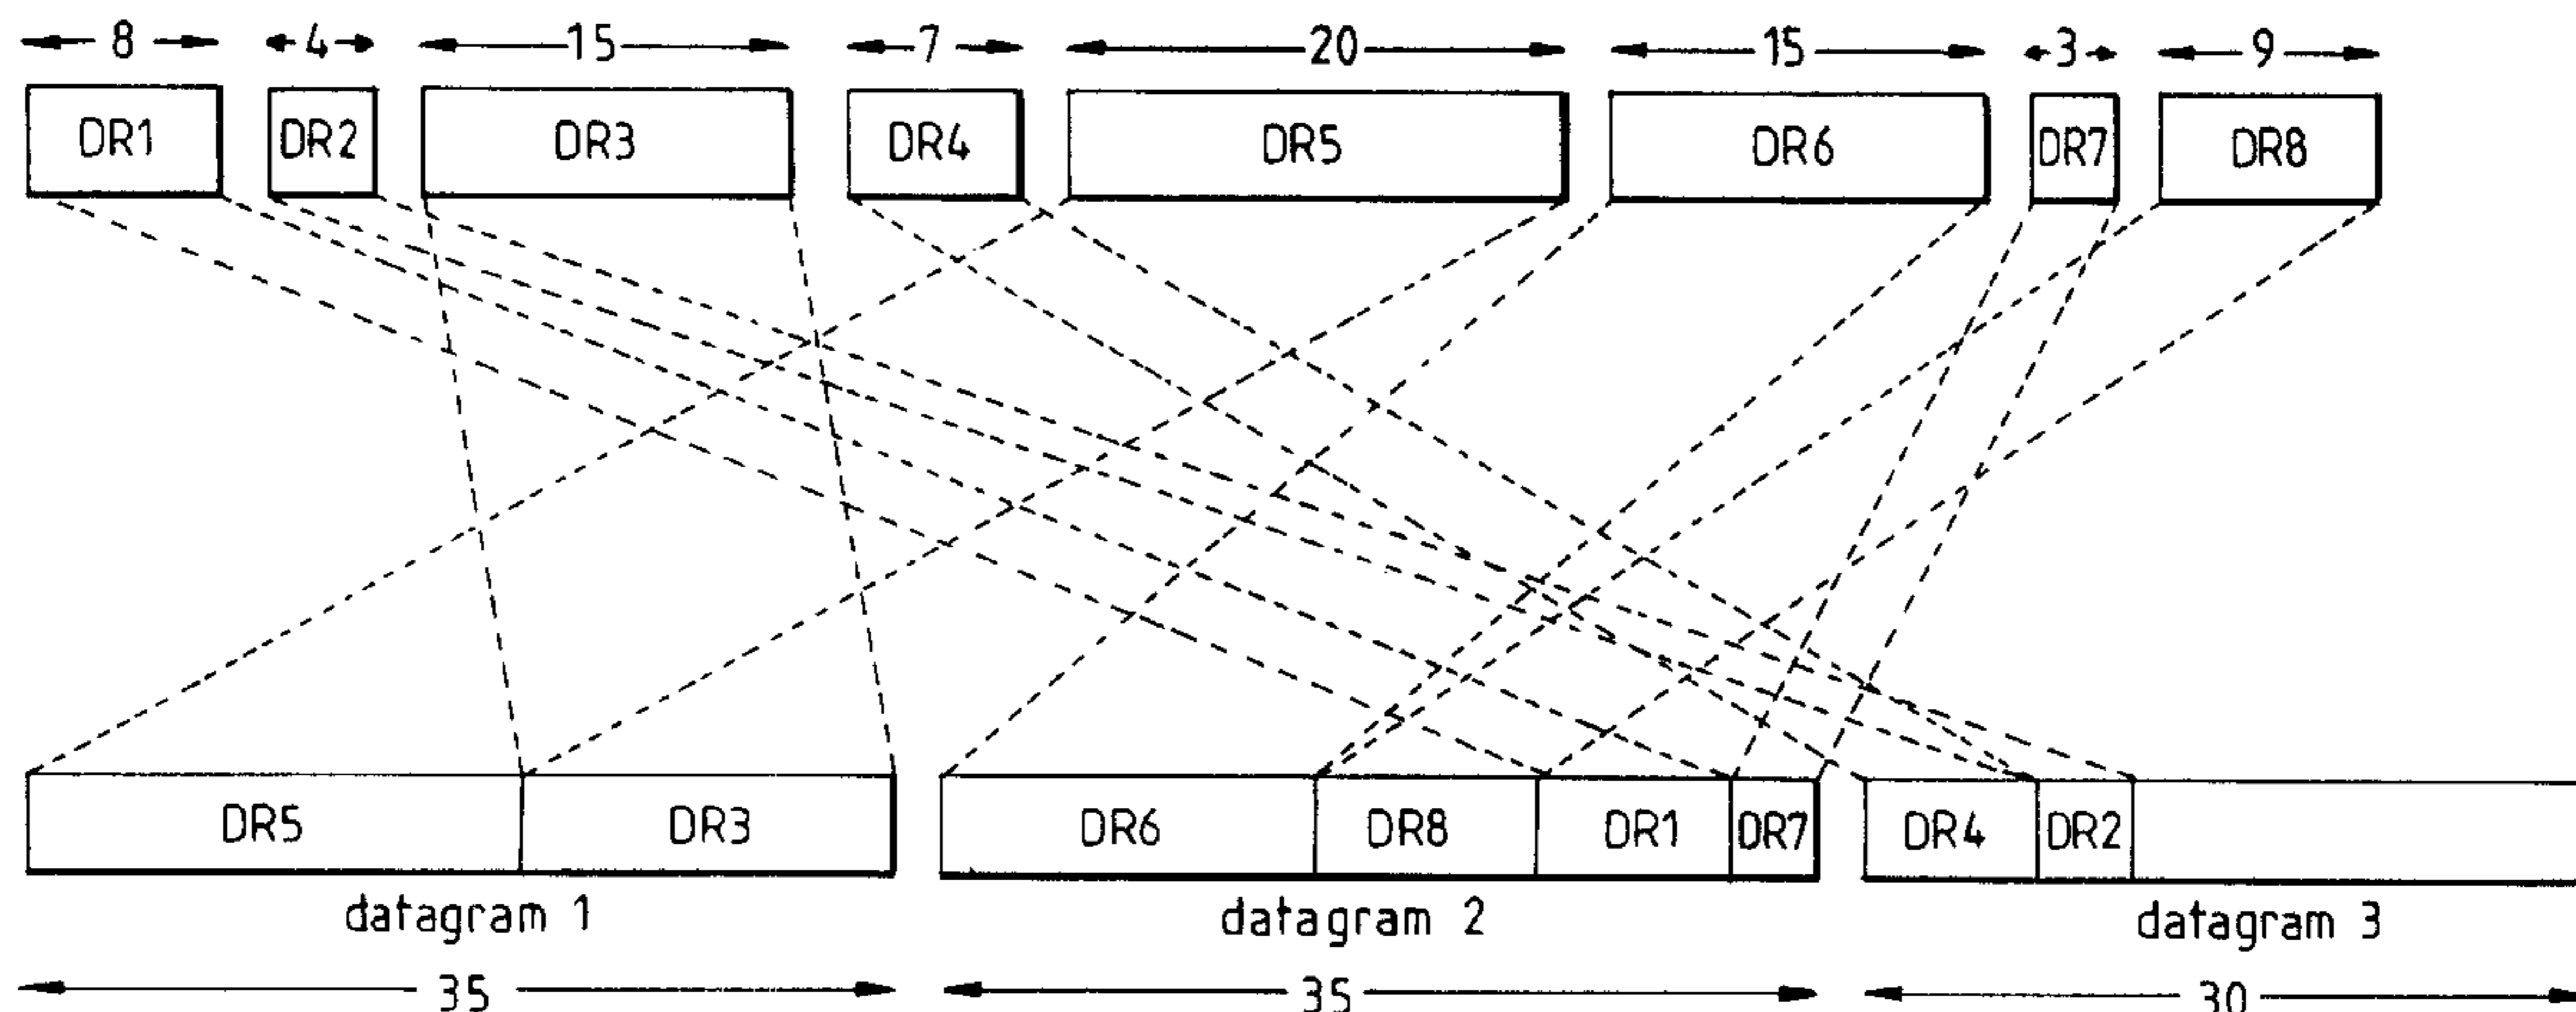 8 4 15 7 20 15 3 9
DR1 DR2 DR3 DR4 DR5 DR6 DR7 DR8
DR5 DR3 DR6 DR8 DR1 DR7 DR4 DR2
datagram 1 datagram 2 datagram 3
35 35 30